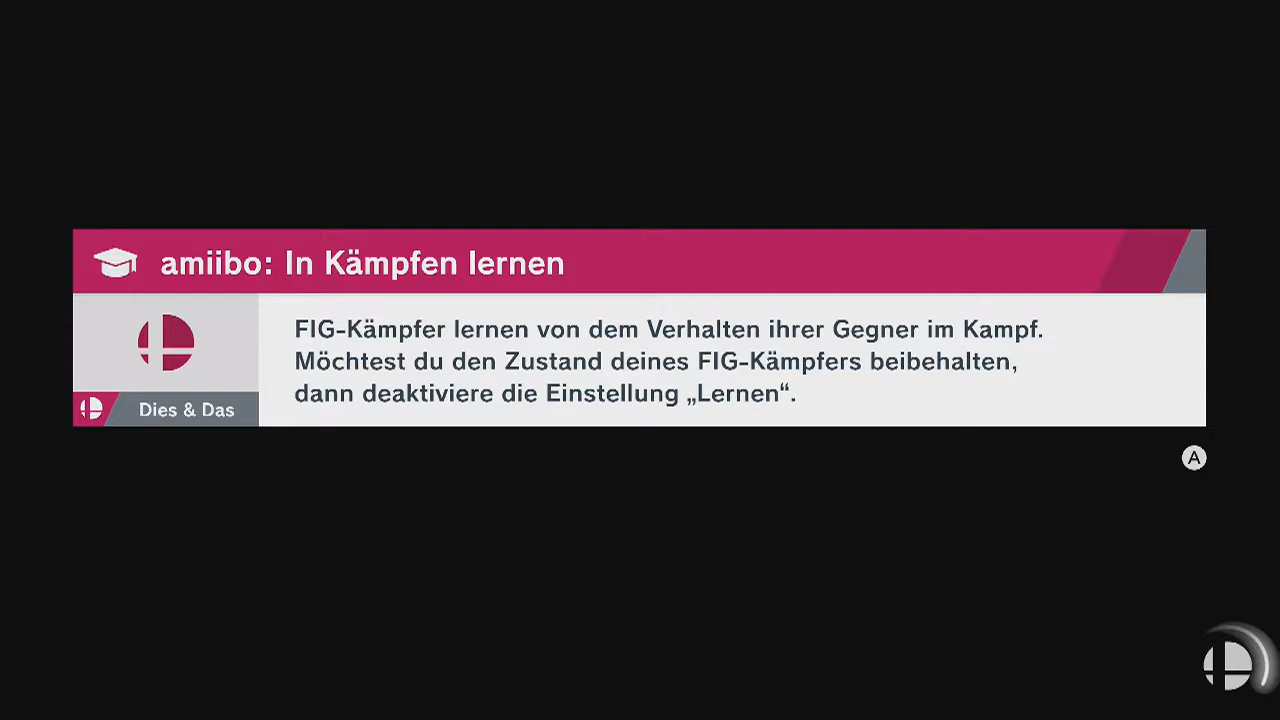 amiibo: In Kämpfen lernen
FIG-Kämpfer lernen von dem Verhalten ihrer Gegner im Kampf.
Möchtest du den Zustand deines FIG-Kämpfers beibehalten,
dann deaktiviere die Einstellung „Lernen“.
Dies & Das
A